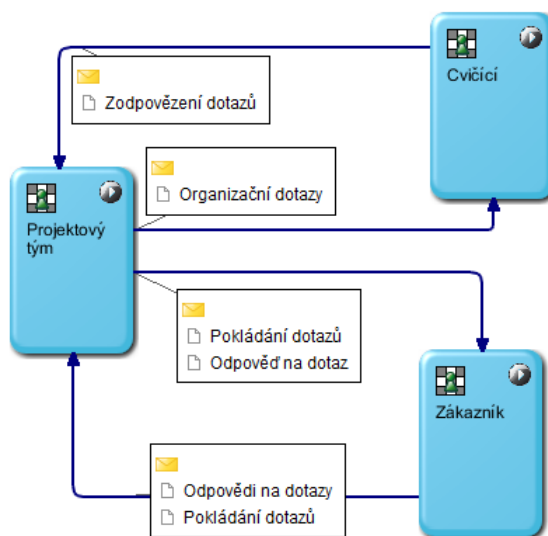 Cvičící
Zodpovězení dotazů
Organizační dotazy
Projektový
tým
Pokládání dotazů
Odpověď na dotaz
Zákazník
Odpovědi na dotazy
Pokládání dotazů